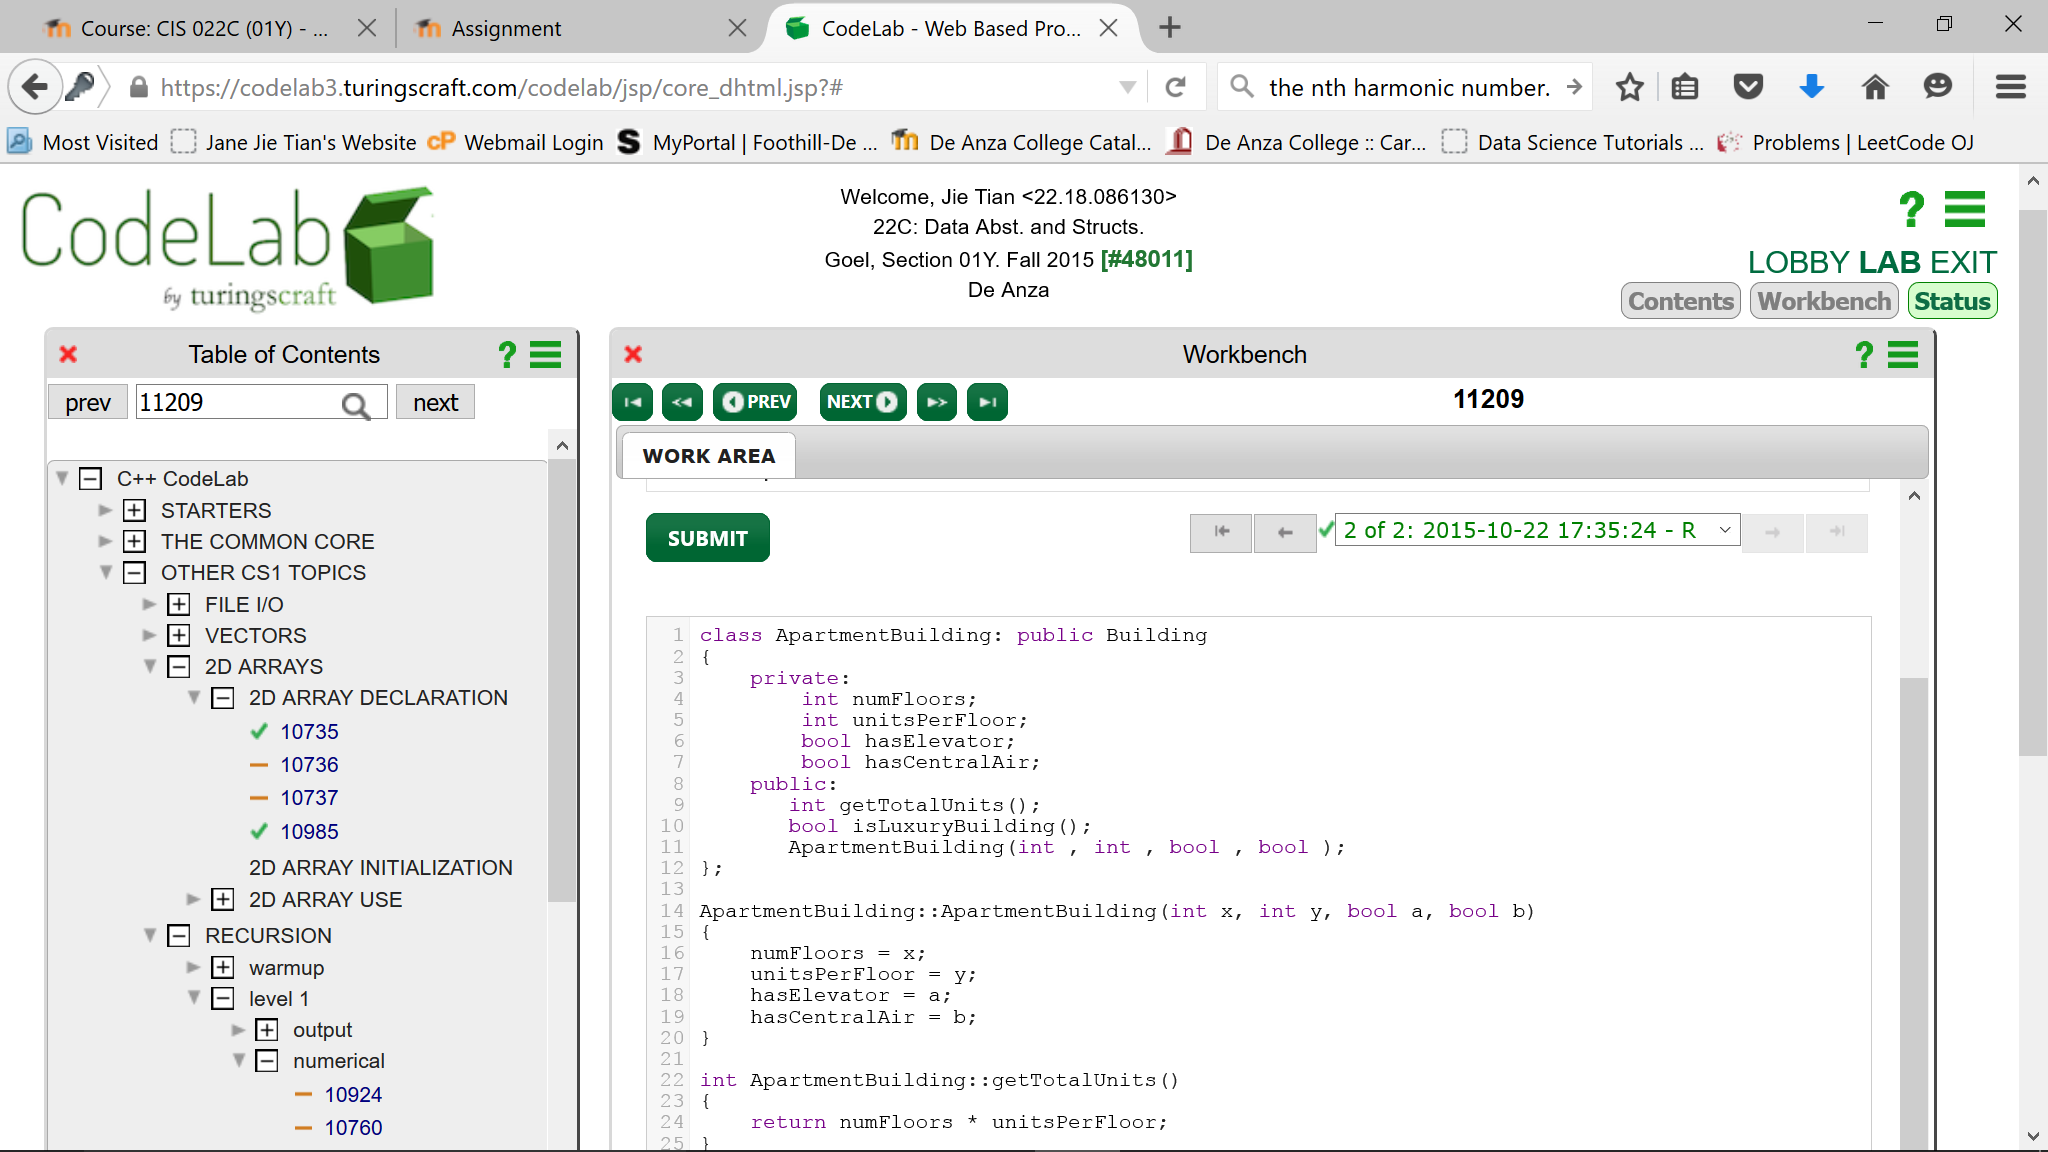 Course: CIS 022C (01Y) - ...
Assignment
CodeLab - Web Based Pro...
https://codelab3.turingscraft.com/codelab/jsp/core_dhtml.jsp?#
the nth harmonic number.
Most Visited
Jane Jie Tian's Website
cP Webmail Login
S MyPortal | Foothill-De ...
De Anza College Catal...
De Anza College :: Car...
Data Science Tutorials ...
Problems | LeetCode OJ
CodeLab
by turingscraft
Welcome, Jie Tian <22.18.086130>
22C: Data Abst. and Structs.
Goel, Section 01Y. Fall 2015 [#48011]
De Anza
?
LOBBY LAB EXIT
Contents Workbench Status
Table of Contents ?
prev 11209 next
C++ CodeLab
STARTERS
THE COMMON CORE
OTHER CS1 TOPICS
FILE I/O
VECTORS
2D ARRAYS
2D ARRAY DECLARATION
10735
10736
10737
10985
2D ARRAY INITIALIZATION
2D ARRAY USE
RECURSION
warmup
level 1
output
numerical
10924
10760
Workbench ?
PREV NEXT 11209
WORK AREA
SUBMIT
2 of 2: 2015-10-22 17:35:24 - R
1 class ApartmentBuilding: public Building
2 {
3 private:
4 int numFloors;
5 int unitsPerFloor;
6 bool hasElevator;
7 bool hasCentralAir;
8 public:
9 int getTotalUnits();
10 bool isLuxuryBuilding();
11 ApartmentBuilding(int , int , bool , bool );
12 };
13
14 ApartmentBuilding::ApartmentBuilding(int x, int y, bool a, bool b)
15 {
16 numFloors = x;
17 unitsPerFloor = y;
18 hasElevator = a;
19 hasCentralAir = b;
20 }
21
22 int ApartmentBuilding::getTotalUnits()
23 {
24 return numFloors * unitsPerFloor;
25 }